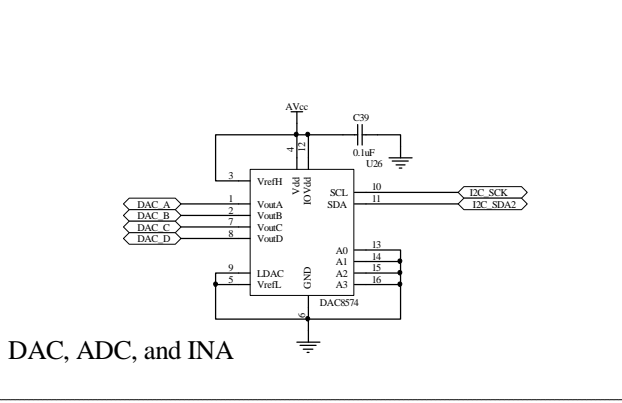 AVcc
C39
0.1uF
U26
4
12
3
VrefH
Vdd
IOVdd
SCL
10
I2C_SCK
SDA
11
I2C_SDA2
DAC_A
1
VoutA
DAC_B
2
VoutB
DAC_C
7
VoutC
DAC_D
8
VoutD
A0
13
A1
14
A2
15
A3
16
9
LDAC
5
VrefL
GND
6
DAC8574
DAC, ADC, and INA